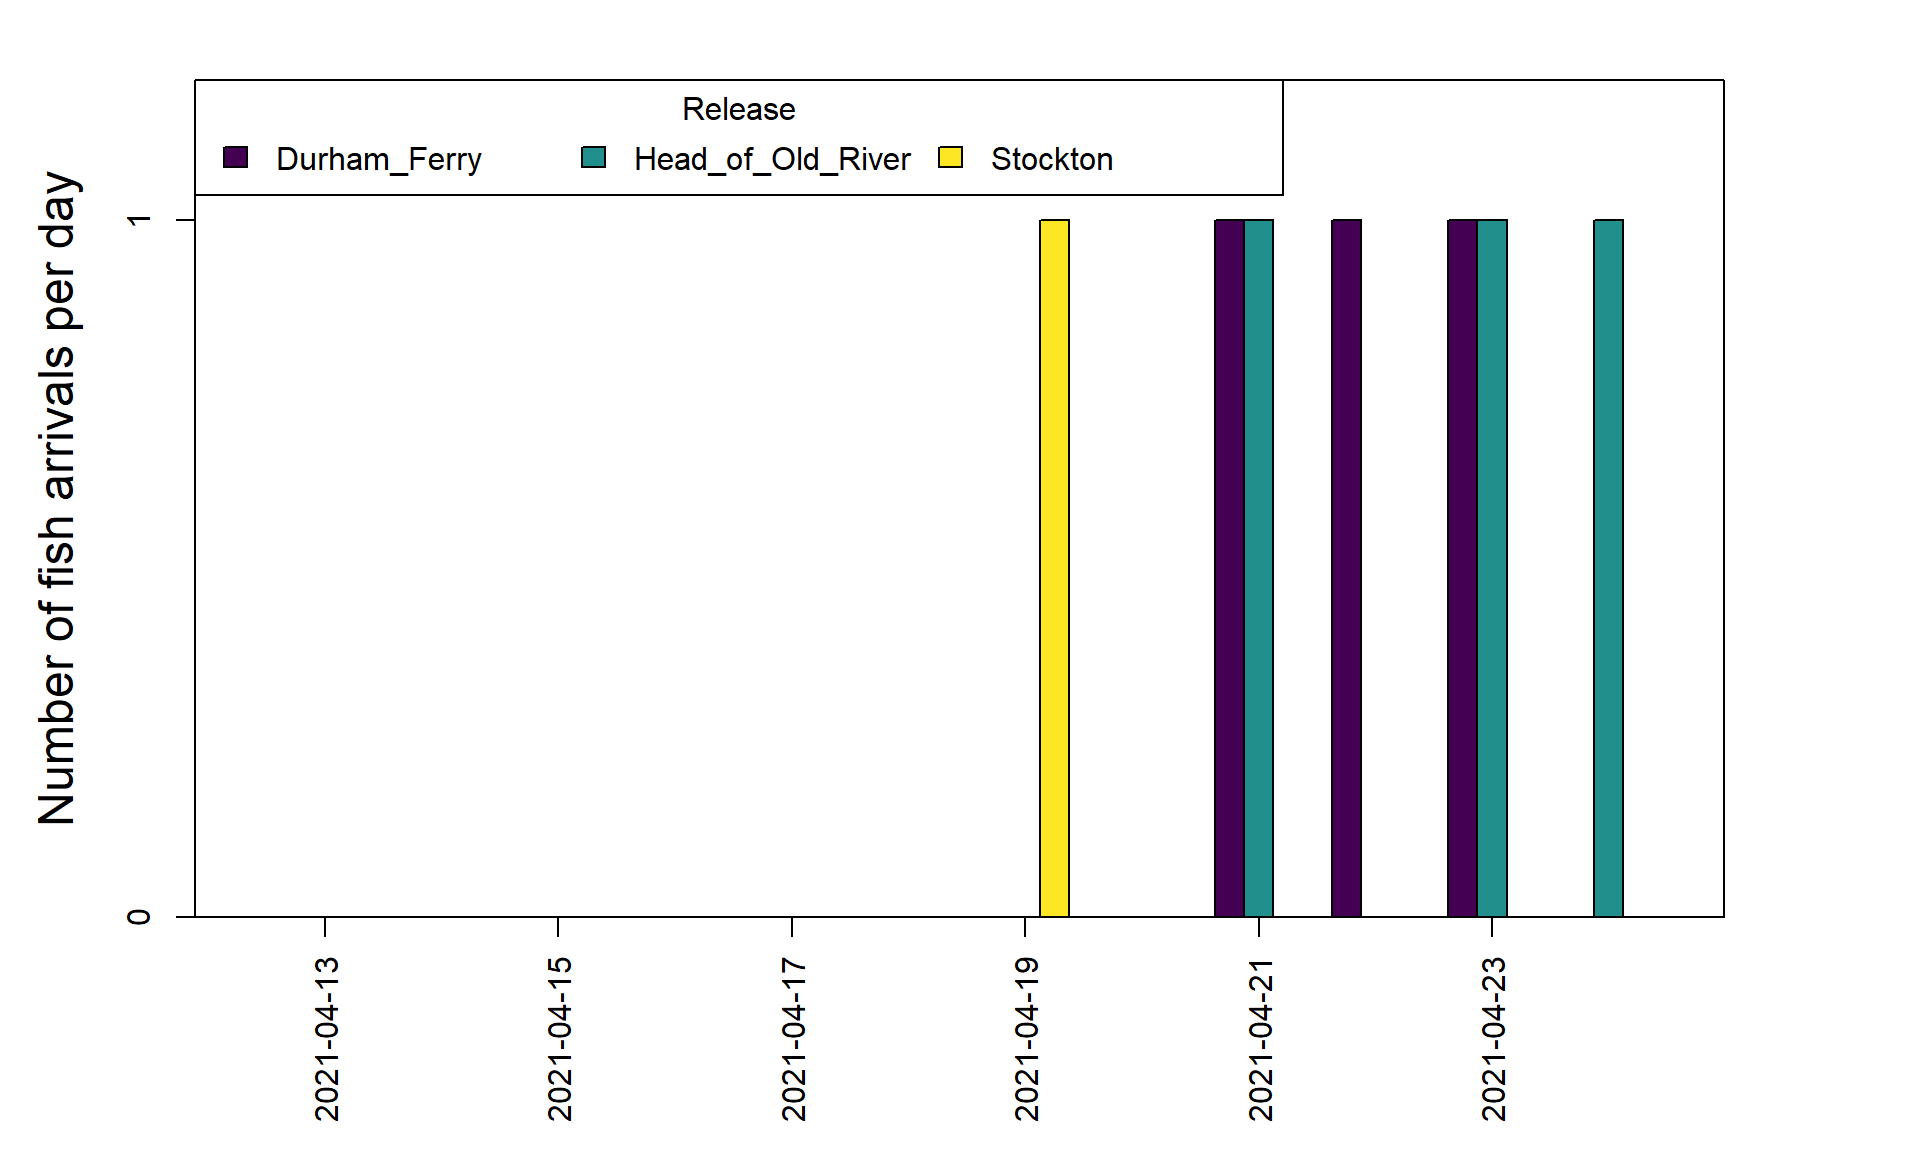 Release
Durham_Ferry Head_of_Old_River Stockton
Number of fish arrivals per day
1
0
2021-04-13
2021-04-15
2021-04-17
2021-04-19
2021-04-21
2021-04-23